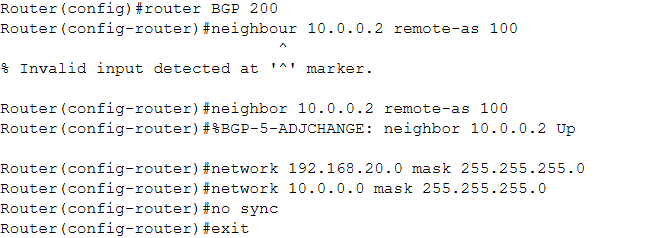 Router(config)#router BGP 200
Router(config-router)#neighbour 10.0.0.2 remote-as 100
^
% Invalid input detected at '^' marker.
Router(config-router)#neighbor 10.0.0.2 remote-as 100
Router(config-router)#%BGP-5-ADJCHANGE: neighbor 10.0.0.2 Up
Router(config-router)#network 192.168.20.0 mask 255.255.255.0
Router(config-router)#network 10.0.0.0 mask 255.255.255.0
Router(config-router)#no sync
Router(config-router)#exit